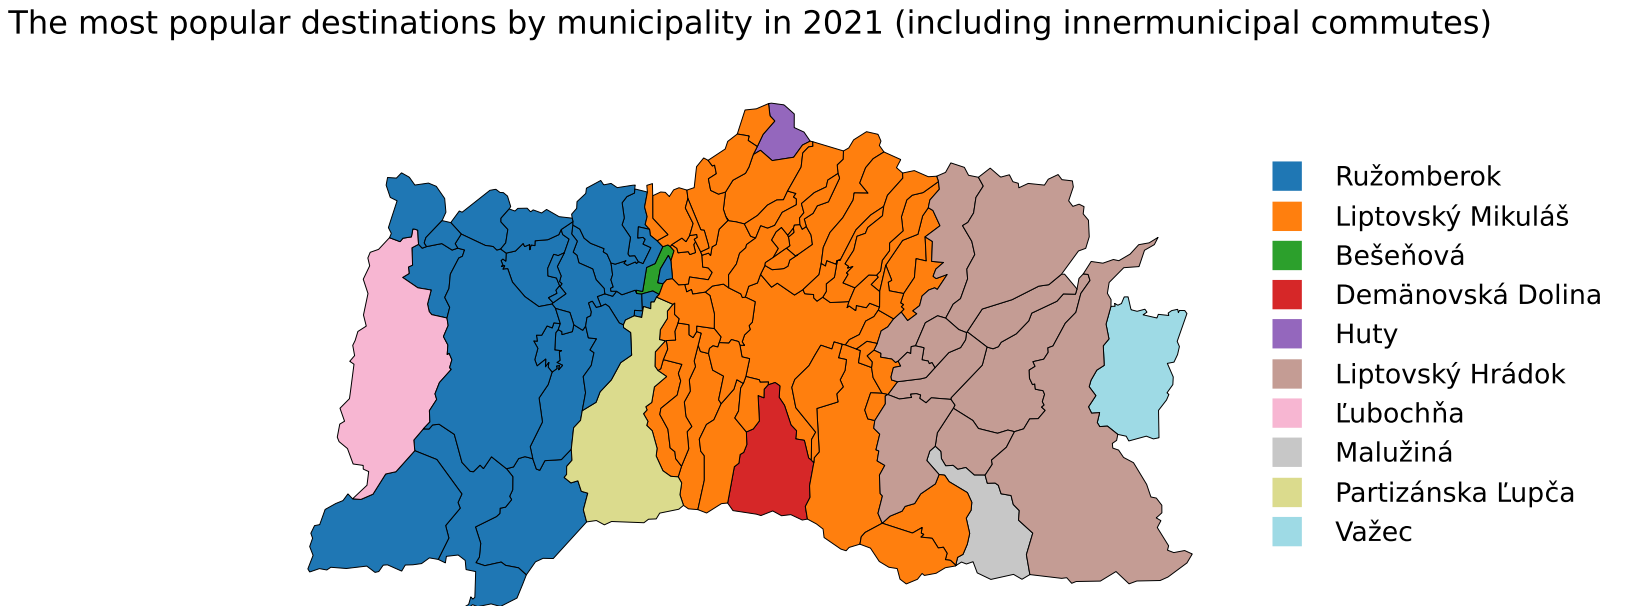 The most popular destinations by municipality in 2021 (including innermunicipal commutes)
Ružomberok
Liptovský Mikuláš
Bešeňová
Demänovská Dolina
Huty
Liptovský Hrádok
Ľubochňa
Malužiná
Partizánska Ľupča
Važec